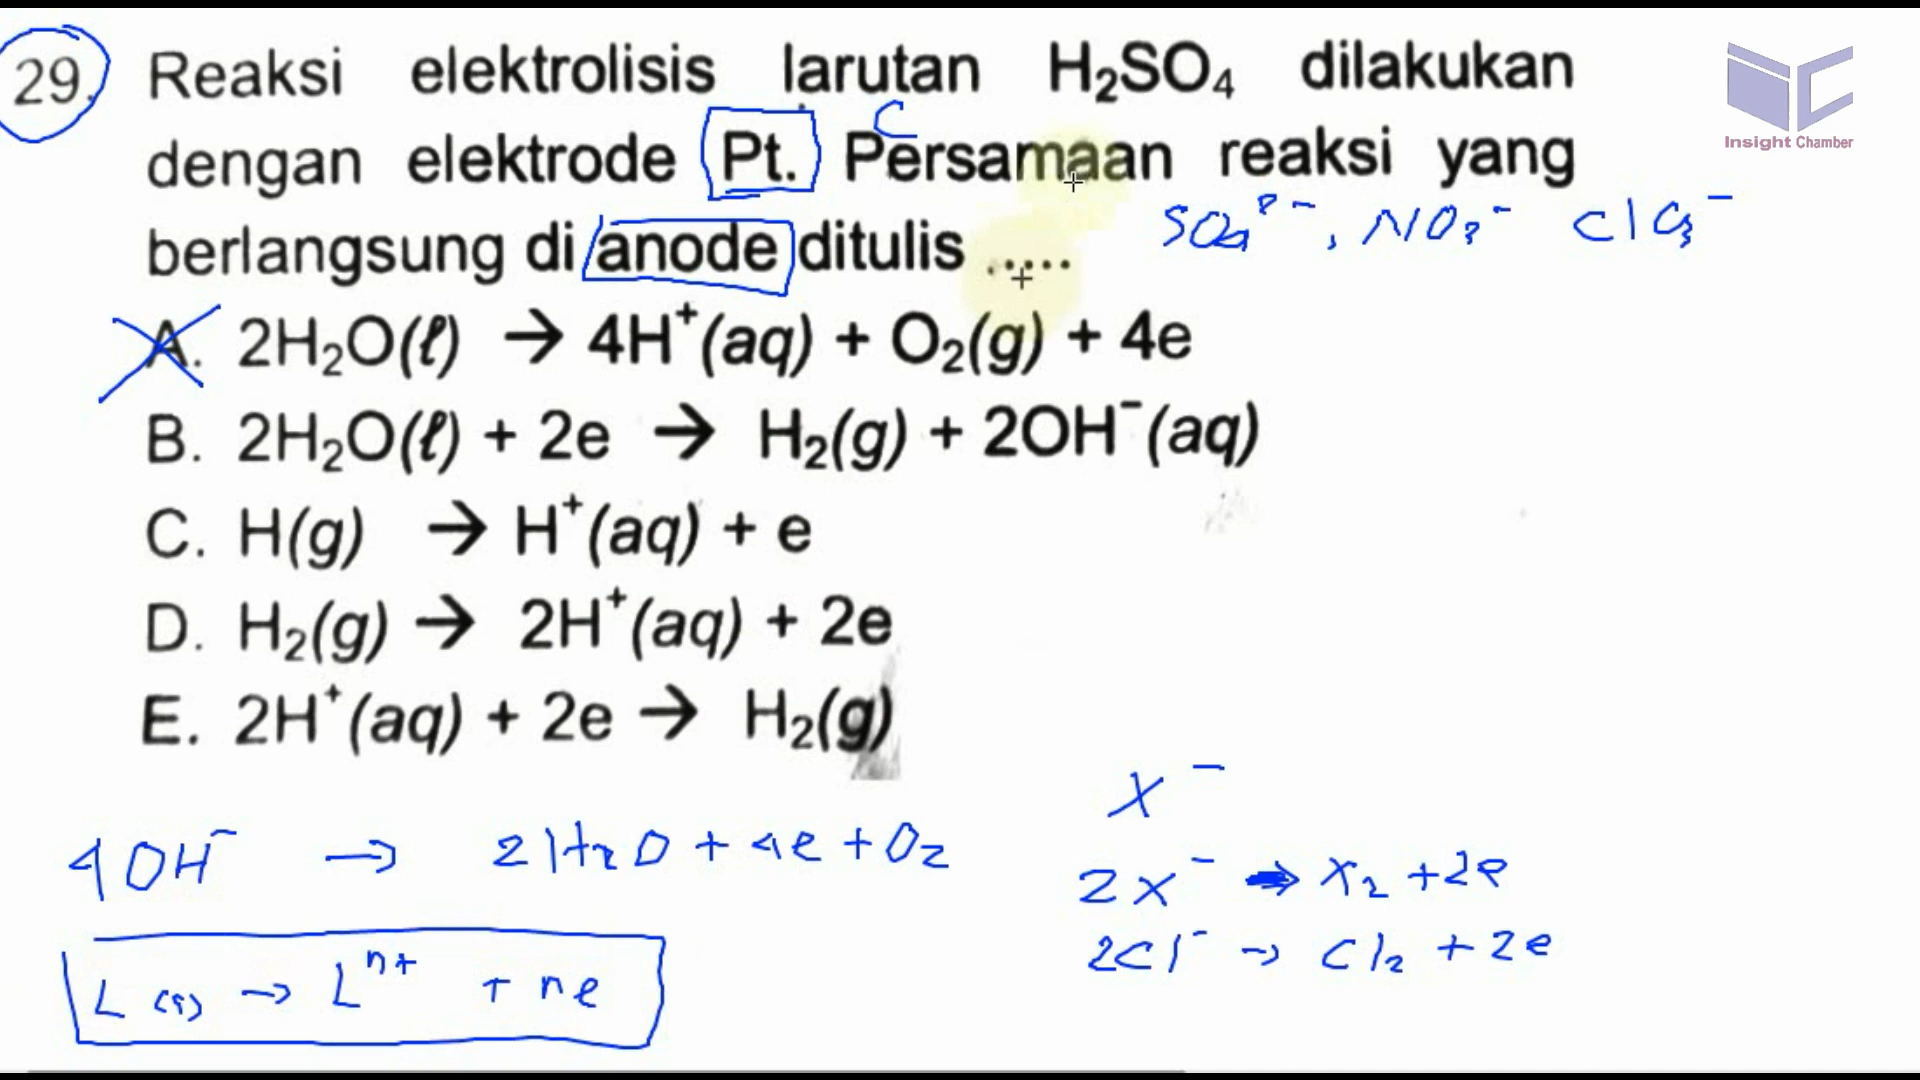 29. Reaksi elektrolisis larutan H₂SO₄ dilakukan
dengan elektrode Pt. Persamaan reaksi yang
berlangsung di anode ditulis .....
A. 2H₂O(ℓ) → 4H⁺(aq) + O₂(g) + 4e
B. 2H₂O(ℓ) + 2e → H₂(g) + 2OH⁻(aq)
C. H(g) → H⁺(aq) + e
D. H₂(g) → 2H⁺(aq) + 2e
E. 2H⁺(aq) + 2e → H₂(g)
Insight Chamber
C
SO₄²⁻, NO₃⁻ ClO₃⁻
4OH⁻ → 2H₂O + 4e + O₂
L(s) → Lⁿ⁺ + ne
X⁻
2X⁻ → X₂ + 2e
2Cl⁻ → Cl₂ + 2e